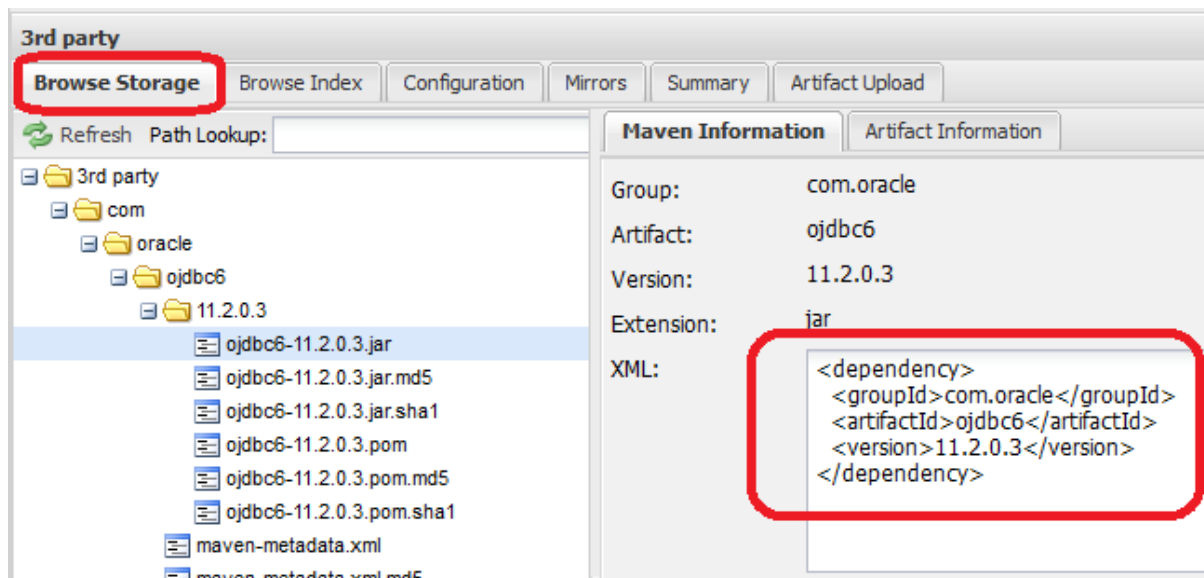 3rd party
Browse Storage Browse Index Configuration Mirrors Summary Artifact Upload
Refresh Path Lookup:
3rd party
com
oracle
ojdbc6
11.2.0.3
ojdbc6-11.2.0.3.jar
ojdbc6-11.2.0.3.jar.md5
ojdbc6-11.2.0.3.jar.sha1
ojdbc6-11.2.0.3.pom
ojdbc6-11.2.0.3.pom.md5
ojdbc6-11.2.0.3.pom.sha1
maven-metadata.xml
maven-metadata.xml.md5
Maven Information Artifact Information
Group: com.oracle
Artifact: ojdbc6
Version: 11.2.0.3
Extension: jar
XML: <dependency>
<groupId>com.oracle</groupId>
<artifactId>ojdbc6</artifactId>
<version>11.2.0.3</version>
</dependency>